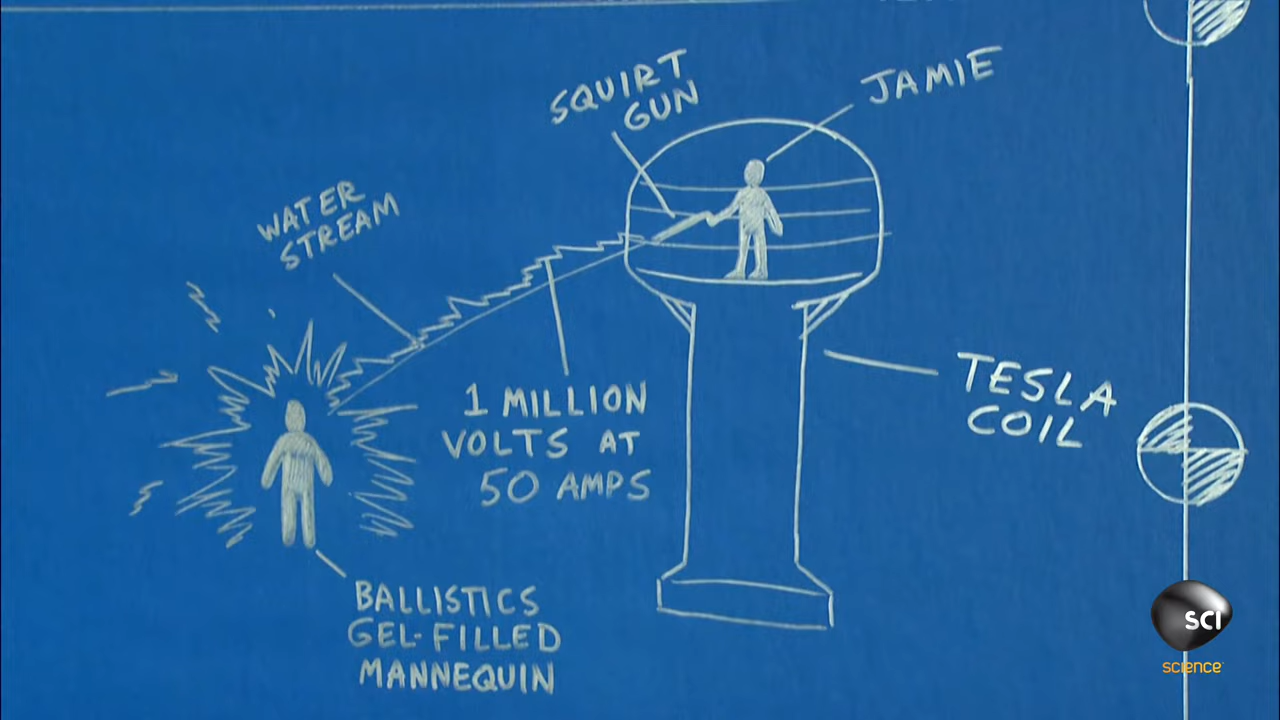 SQUIRT
GUN
JAMIE
WATER
STREAM
1 MILLION
VOLTS AT
50 AMPS
TESLA
COIL
BALLISTICS
GEL-FILLED
MANNEQUIN
SCI
science